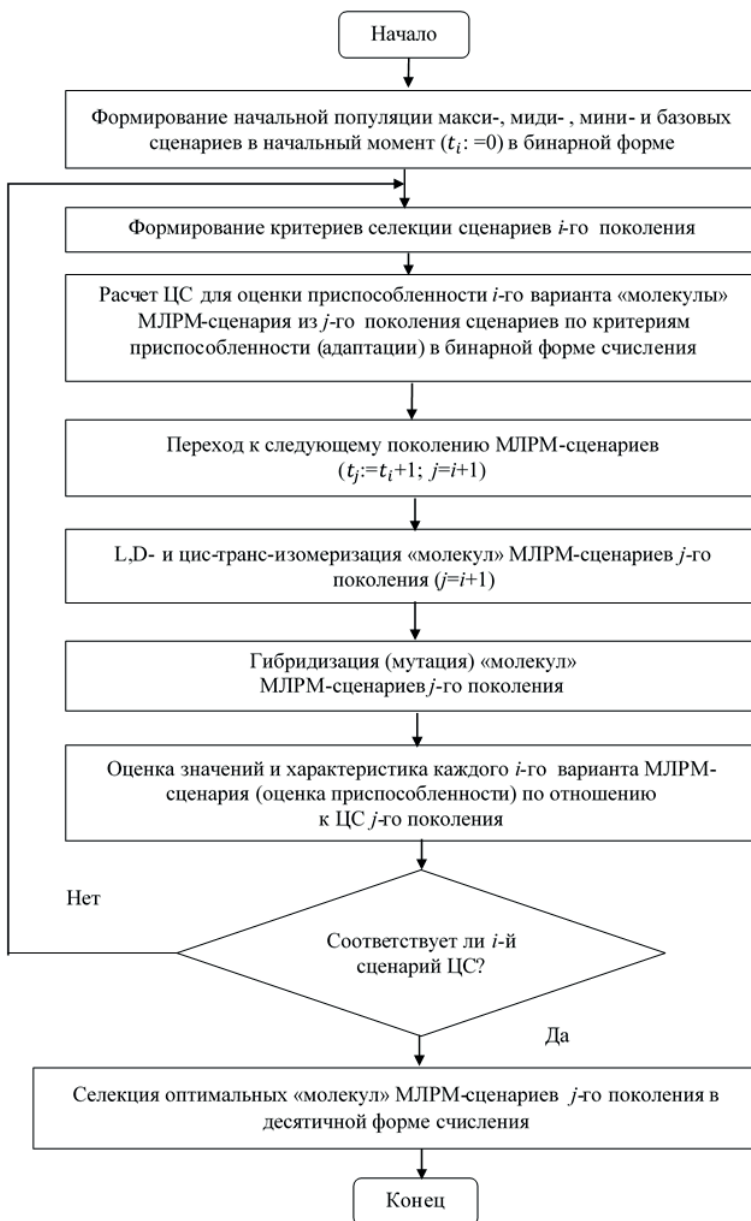 Начало
Формирование начальной популяции макси-, миди- , мини- и базовых
сценариев в начальный момент (tᵢ: =0) в бинарной форме
Формирование критериев селекции сценариев i-го поколения
Расчет ЦС для оценки приспособленности i-го варианта «молекулы»
МЛРМ-сценария из j-го поколения сценариев по критериям
приспособленности (адаптации) в бинарной форме счисления
Переход к следующему поколению МЛРМ-сценариев
(tⱼ:=tᵢ+1; j=i+1)
L,D- и цис-транс-изомеризация «молекул» МЛРМ-сценариев j-го
поколения (j=i+1)
Гибридизация (мутация) «молекул»
МЛРМ-сценариев j-го поколения
Оценка значений и характеристика каждого i-го варианта МЛРМ-
сценария (оценка приспособленности) по отношению
к ЦС j-го поколения
Нет
Соответствует ли i-й
сценарий ЦС?
Да
Селекция оптимальных «молекул» МЛРМ-сценариев j-го поколения в
десятичной форме счисления
Конец